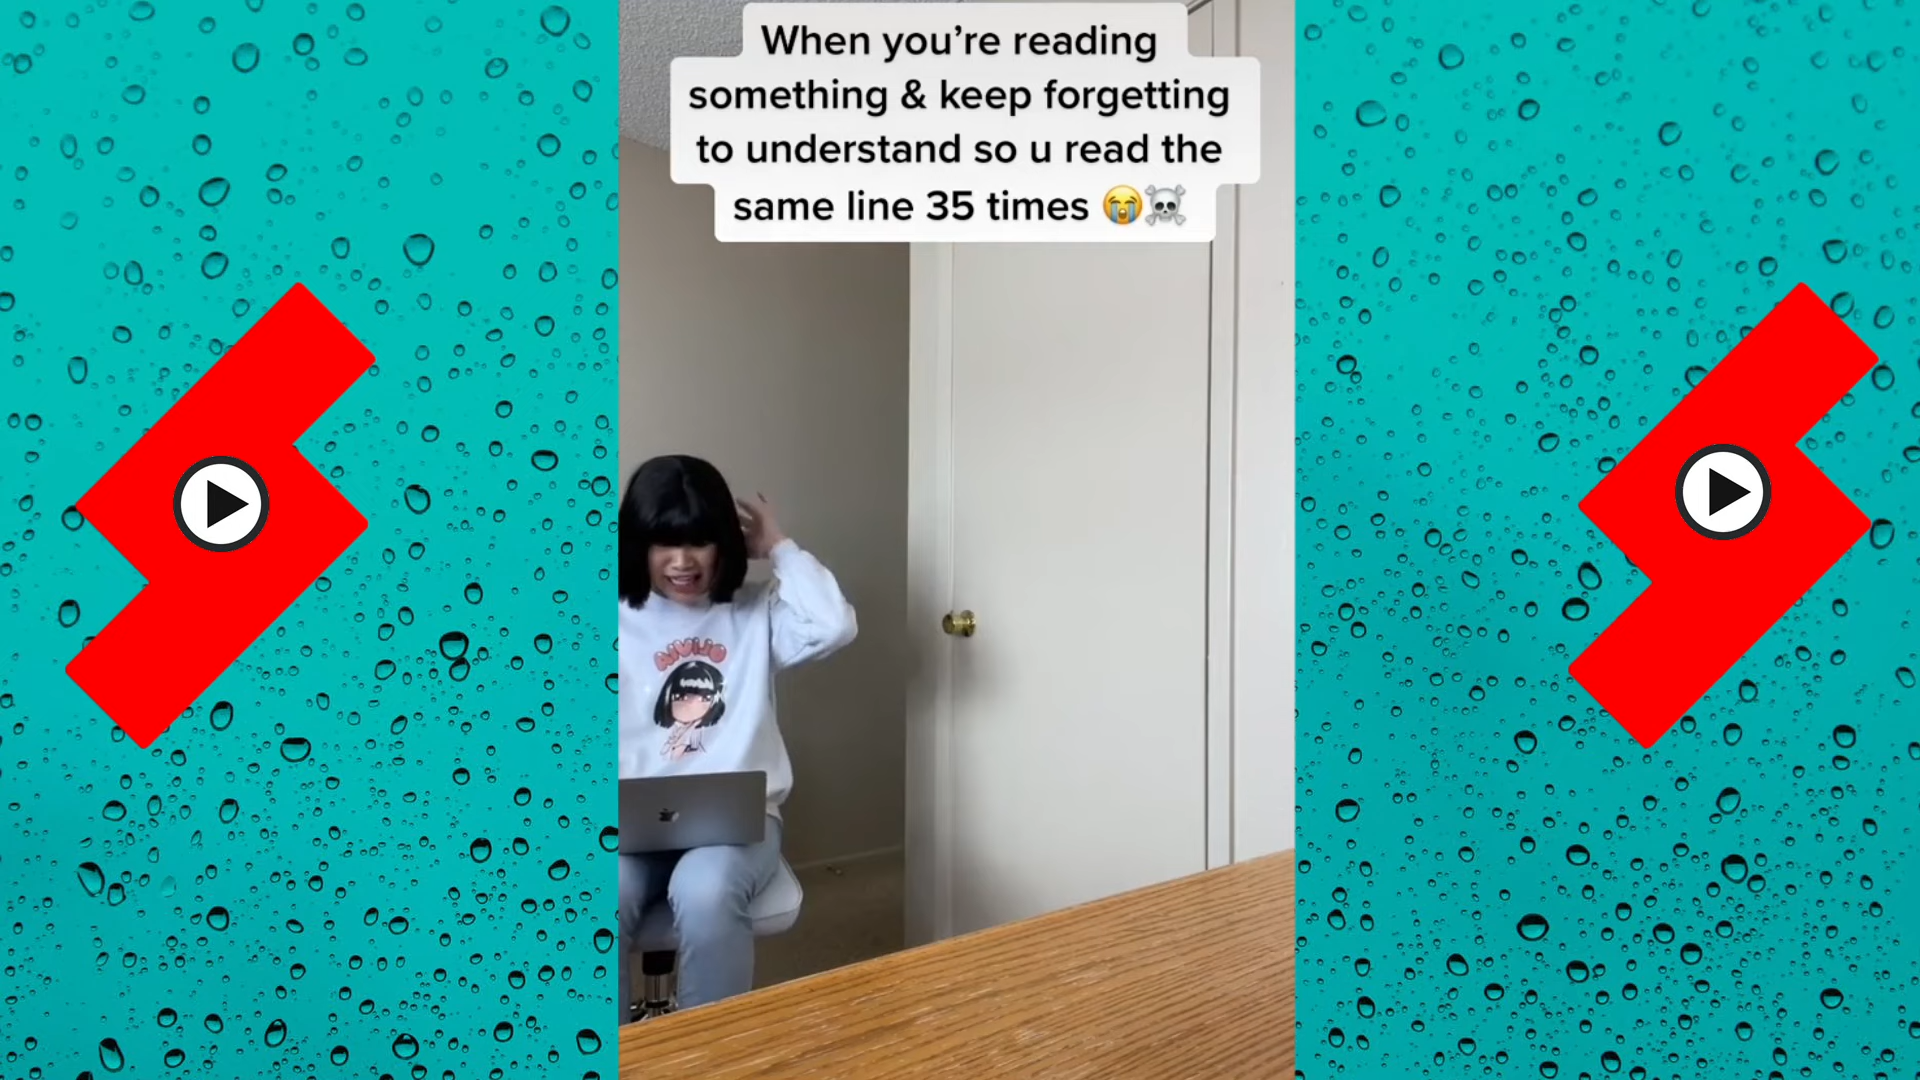 When you’re reading
something & keep forgetting
to understand so u read the
same line 35 times 😭☠️